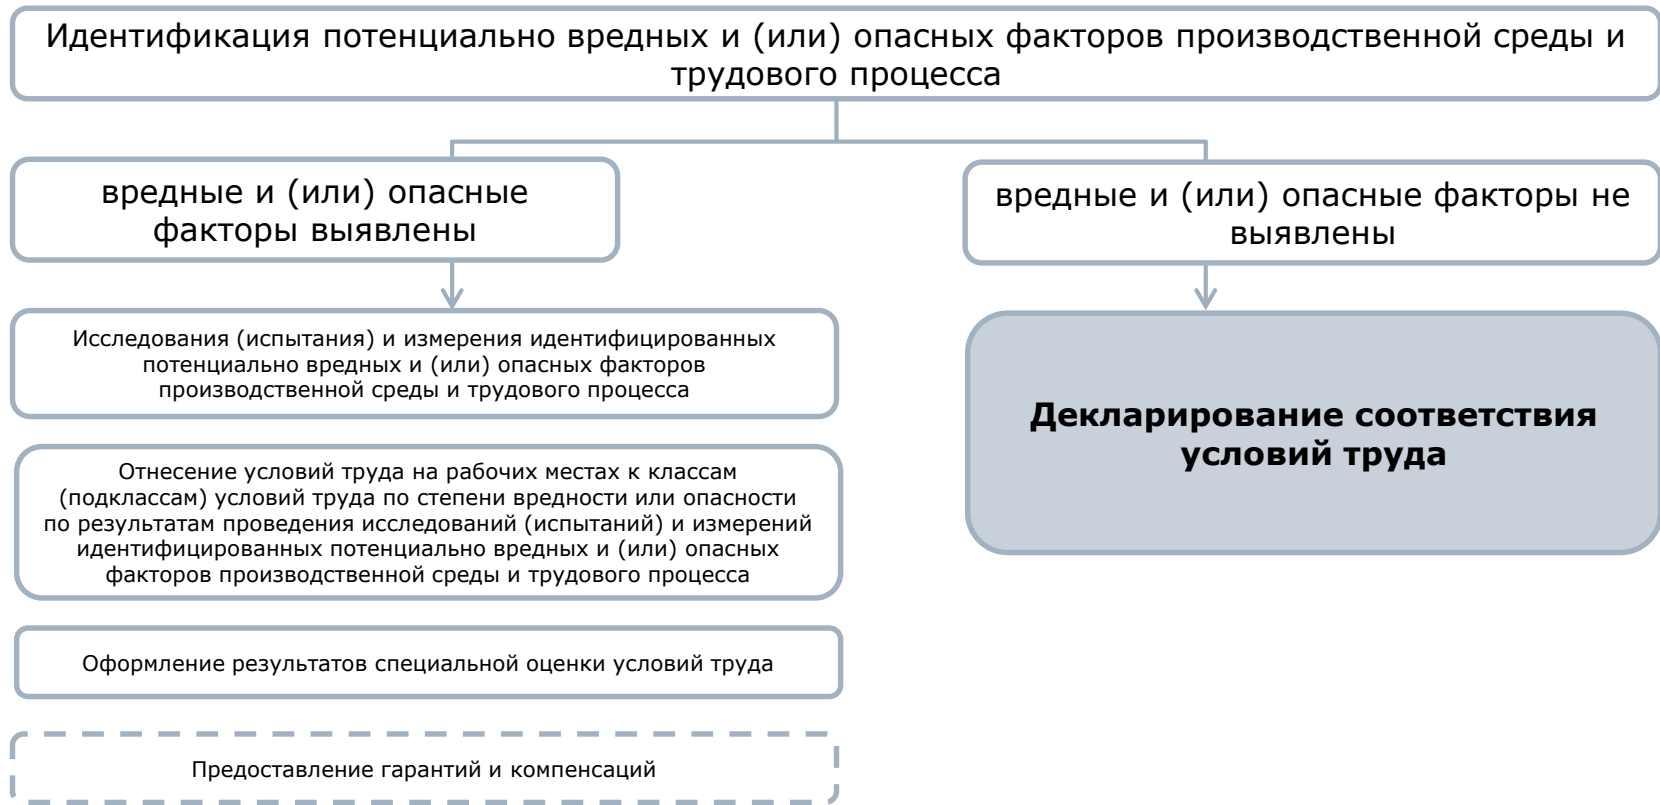 Идентификация потенциально вредных и (или) опасных факторов производственной среды и
трудового процесса
вредные и (или) опасные
факторы выявлены
вредные и (или) опасные факторы не
выявлены
Исследования (испытания) и измерения идентифицированных
потенциально вредных и (или) опасных факторов
производственной среды и трудового процесса
Декларирование соответствия
условий труда
Отнесение условий труда на рабочих местах к классам
(подклассам) условий труда по степени вредности или опасности
по результатам проведения исследований (испытаний) и измерений
идентифицированных потенциально вредных и (или) опасных
факторов производственной среды и трудового процесса
Оформление результатов специальной оценки условий труда
Предоставление гарантий и компенсаций